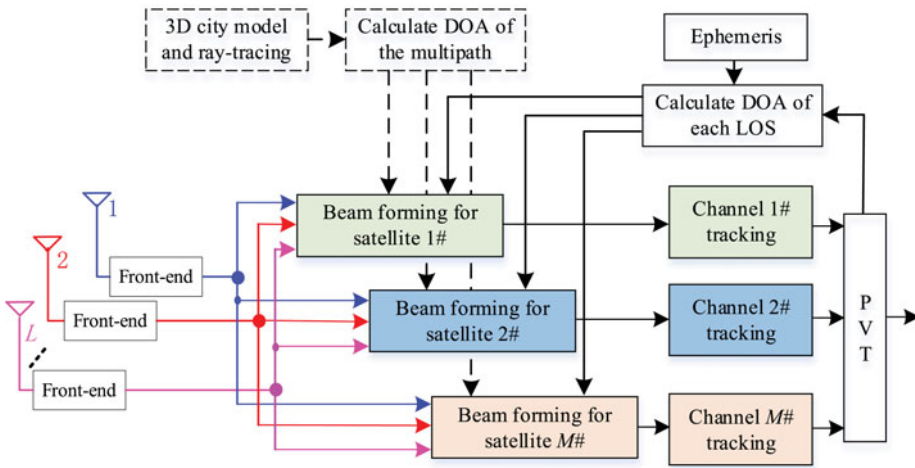 3D city model
and ray-tracing
Calculate DOA of
the multipath
Ephemeris
Calculate DOA of
each LOS
1
Beam forming for
satellite 1#
Channel 1#
tracking
2
Front-end
Beam forming for
satellite 2#
Channel 2#
tracking
P
V
T
L
Front-end
Front-end
Beam forming for
satellite M#
Channel M#
tracking